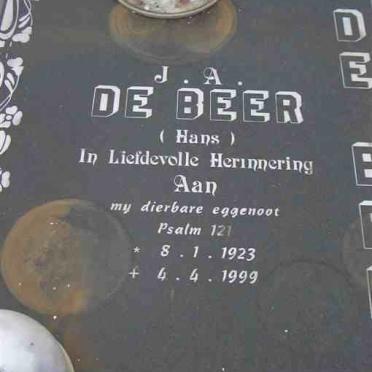 J. A.
DE BEER
( Hans )
In Liefdevolle Herinnering
Aan
my dierbare eggenoot
Psalm 121
* 8 . 1 . 1923
+ 4 . 4 . 1999